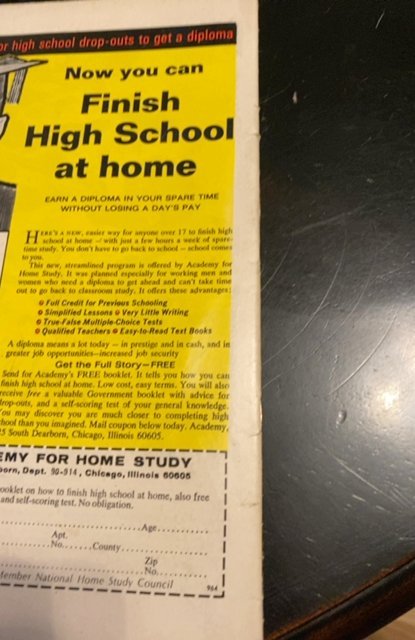 or high school drop-outs to get a diploma
Now you can
Finish
High School
at home
EARN A DIPLOMA IN YOUR SPARE TIME
WITHOUT LOSING A DAY'S PAY
HERE'S A NEW, easier way for anyone over 17 to finish high
school at home — with just a few hours a week of spare-
time study. You don't have to go back to school — school comes
to you.
This new, streamlined program is offered by Academy for
Home Study. It was planned especially for working men and
women who need a diploma to get ahead and can't take time
out to go back to classroom study. It offers these advantages:
Full Credit for Previous Schooling
Simplified Lessons Very Little Writing
True-False Multiple-Choice Tests
Qualified Teachers Easy-to-Read Text Books
A diploma means a lot today — in prestige and in cash, and in
greater job opportunities—increased job security
Get the Full Story—FREE
Send for Academy's FREE booklet. It tells you how you can
finish high school at home. Low cost, easy terms. You will also
receive free a valuable Government booklet with advice for
drop-outs, and a self-scoring test of your general knowledge.
You may discover you are much closer to completing high
hool than you imagined. Mail coupon below today. Academy,
5 South Dearborn, Chicago, Illinois 60605.
EMY FOR HOME STUDY
orn, Dept. 90-914, Chicago, Illinois 60605
ooklet on how to finish high school at home, also free
and self-scoring test. No obligation.
Age
Apt.
No. County
Zip
No.
Member National Home Study Council 964